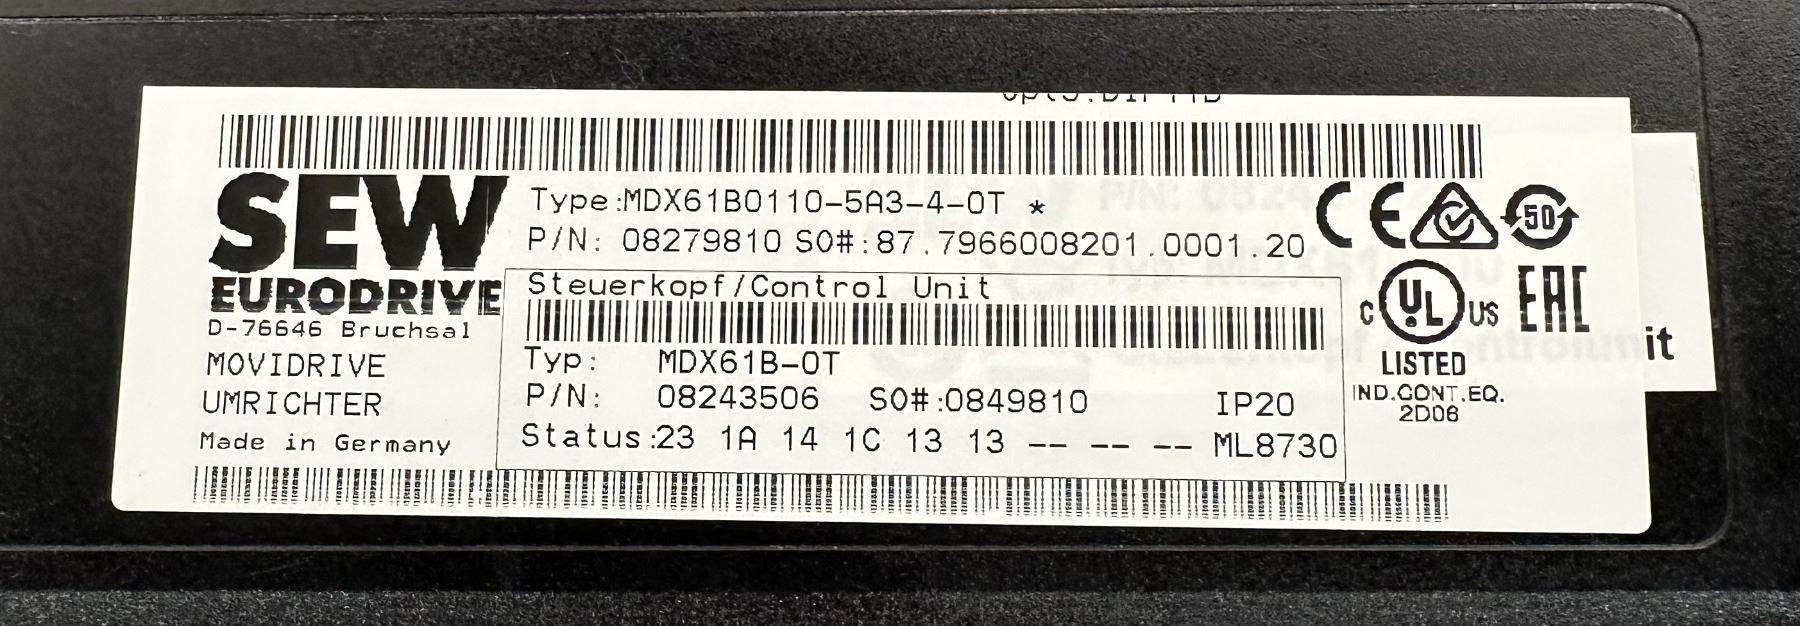 SEW
EURODRIVE
D-76646 Bruchsal
MOVIDRIVE
UMRICHTER
Made in Germany
Type:MDX61B0110-5A3-4-0T *
P/N: 08279810 SO#:87.7966008201.0001.20
Steuerkopf/Control Unit
Typ: MDX61B-0T
P/N: 08243506 SO#:0849810 IP20
Status:23 1A 14 1C 13 13 -- -- -- ML8730
CE
50
C UL US EAC
LISTED
IND.CONT.EQ.
2D06
it